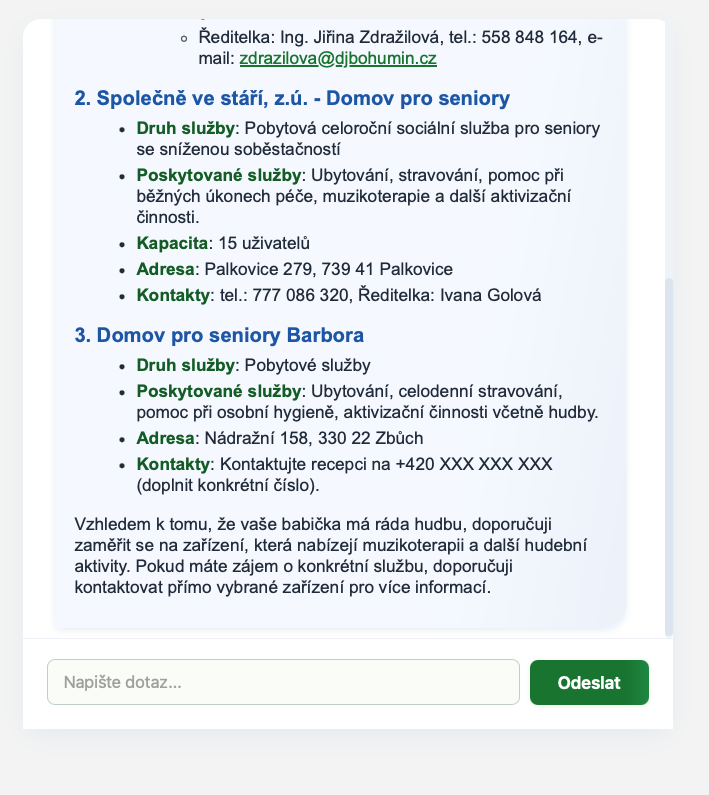 Ředitelka: Ing. Jiřina Zdražilová, tel.: 558 848 164, e-
mail: zdrazilova@djbohumin.cz
2. Společně ve stáří, z.ú. - Domov pro seniory
Druh služby: Pobytová celoroční sociální služba pro seniory
se sníženou soběstačností
Poskytované služby: Ubytování, stravování, pomoc při
běžných úkonech péče, muzikoterapie a další aktivizační
činnosti.
Kapacita: 15 uživatelů
Adresa: Palkovice 279, 739 41 Palkovice
Kontakty: tel.: 777 086 320, Ředitelka: Ivana Golová
3. Domov pro seniory Barbora
Druh služby: Pobytové služby
Poskytované služby: Ubytování, celodenní stravování,
pomoc při osobní hygieně, aktivizační činnosti včetně hudby.
Adresa: Nádražní 158, 330 22 Zbůch
Kontakty: Kontaktujte recepci na +420 XXX XXX XXX
(doplnit konkrétní číslo).
Vzhledem k tomu, že vaše babička má ráda hudbu, doporučuji
zaměřit se na zařízení, která nabízejí muzikoterapii a další hudební
aktivity. Pokud máte zájem o konkrétní službu, doporučuji
kontaktovat přímo vybrané zařízení pro více informací.
Napište dotaz...
Odeslat